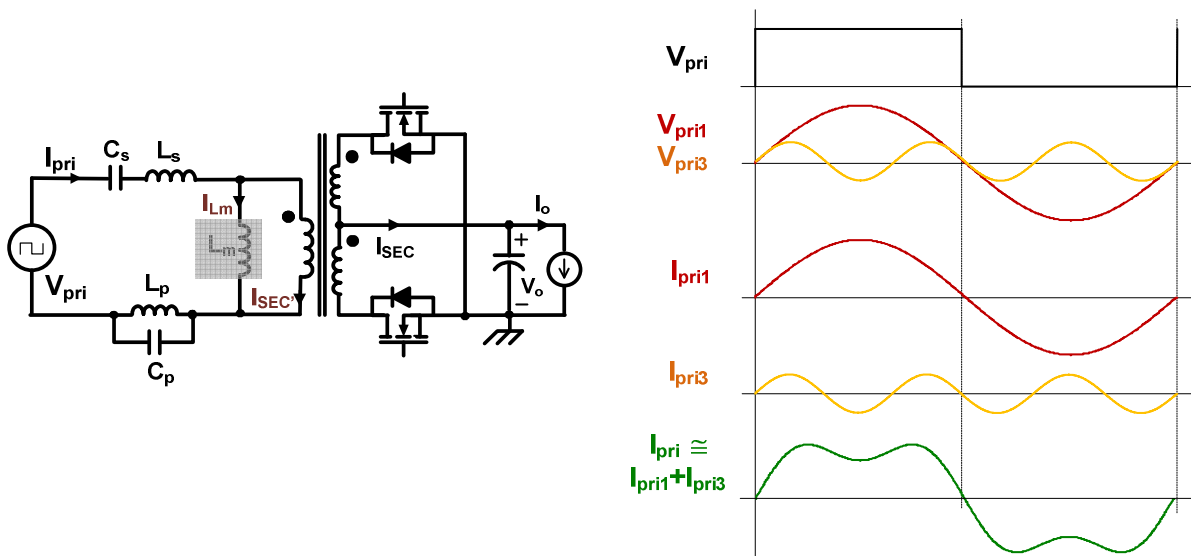 C_s
L_s
I_pri
I_Lm
L_m
V_pri
L_p
C_p
I_SEC'
I_SEC
I_o
+
V_o
−
V_pri
V_pri1
V_pri3
I_pri1
I_pri3
I_pri ≅
I_pri1+I_pri3